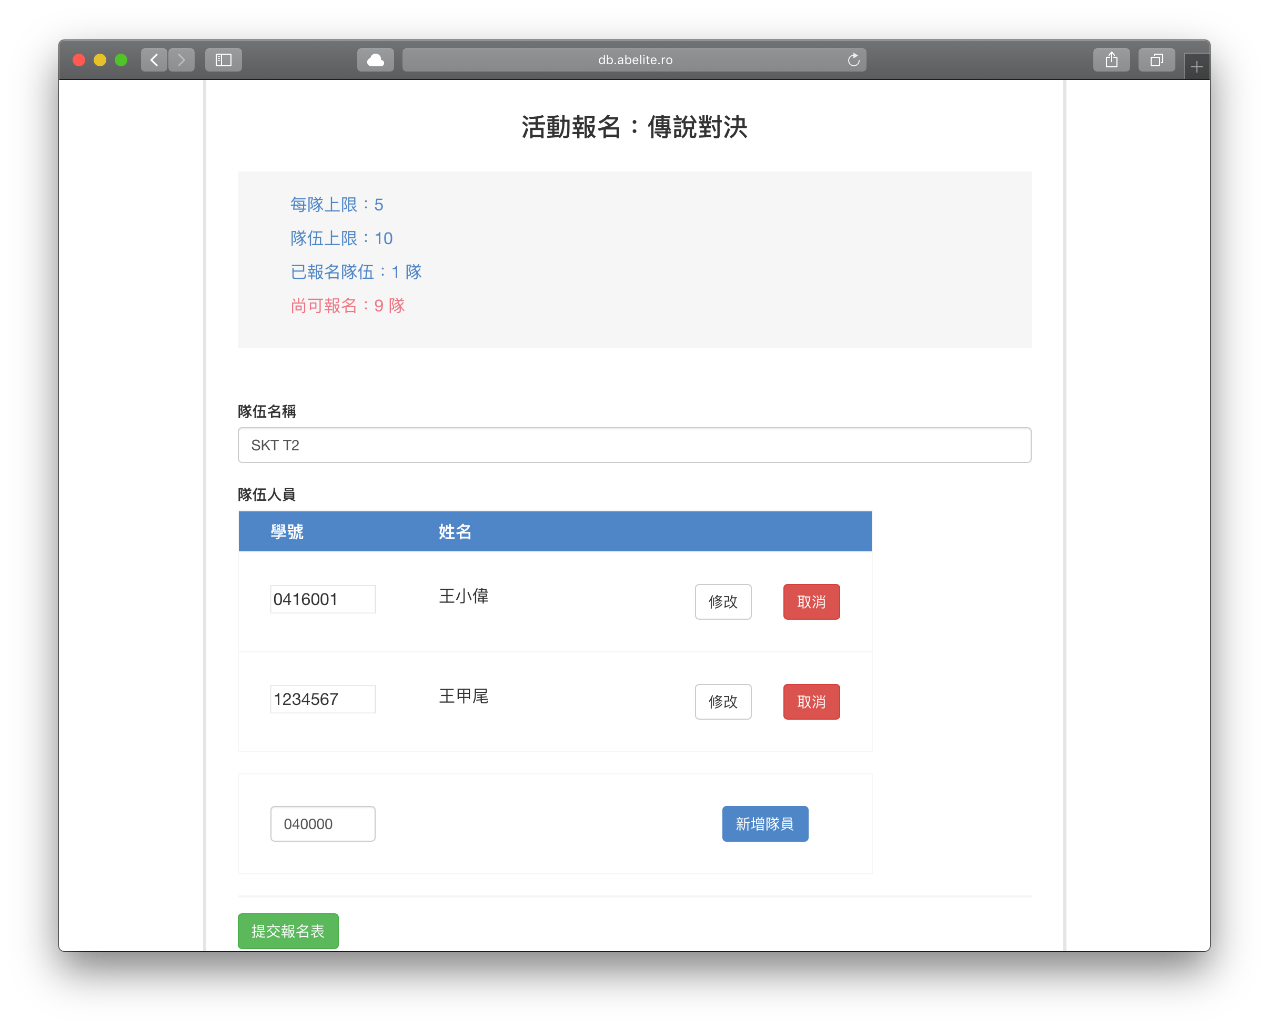 db.abelite.ro
活動報名：傳說對決
每隊上限：5
隊伍上限：10
已報名隊伍：1 隊
尚可報名：9 隊
隊伍名稱
SKT T2
隊伍人員
學號 姓名
0416001 王小偉 修改 取消
1234567 王甲尾 修改 取消
040000 新增隊員
提交報名表